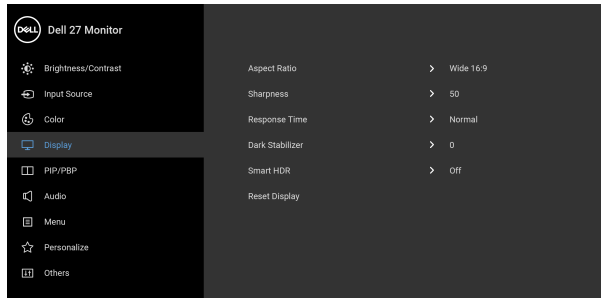 DELL Dell 27 Monitor
Brightness/Contrast
Input Source
Color
Display
PIP/PBP
Audio
Menu
Personalize
Others
Aspect Ratio > Wide 16:9
Sharpness > 50
Response Time > Normal
Dark Stabilizer > 0
Smart HDR > Off
Reset Display